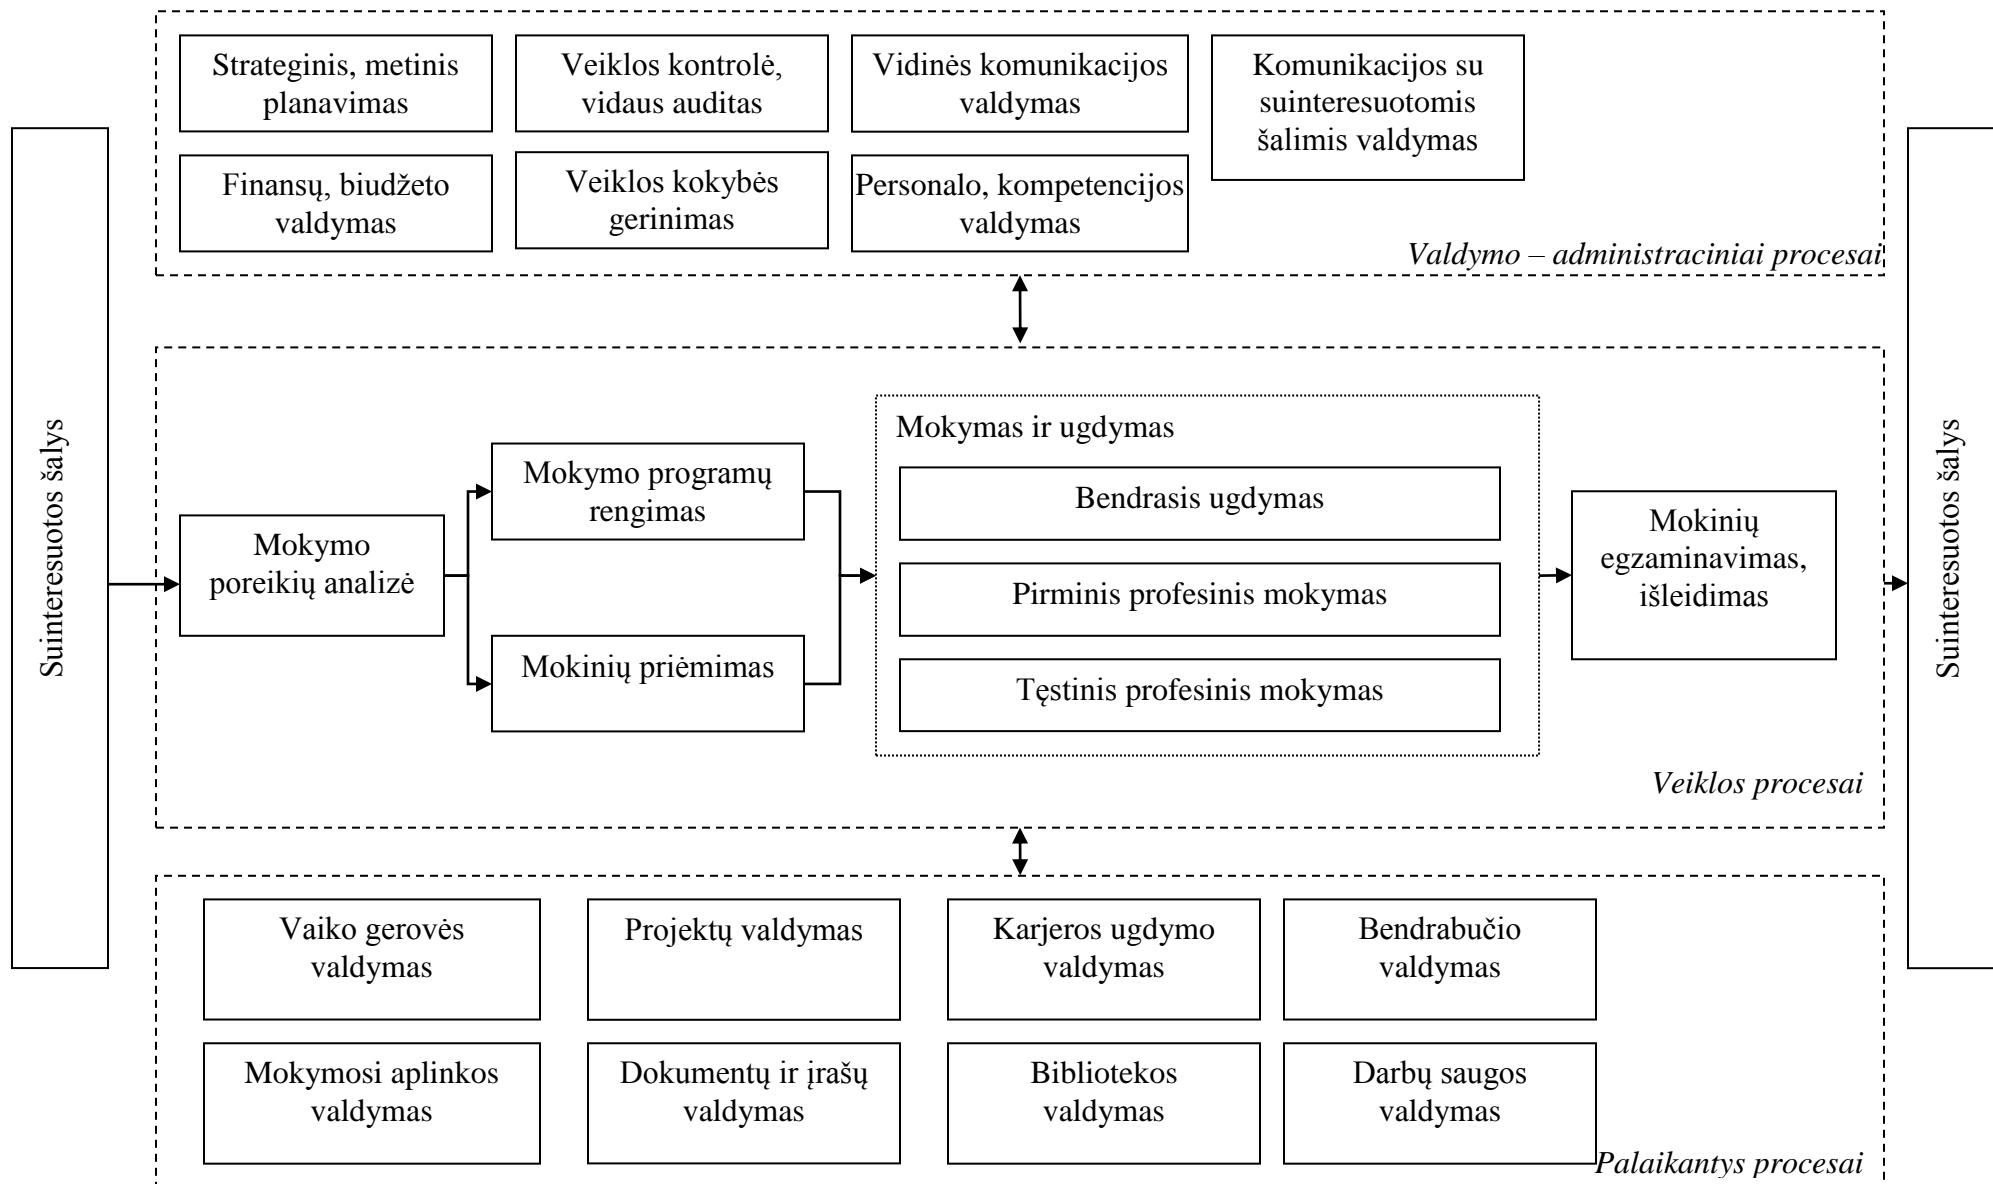 Strateginis, metinis
planavimas
Veiklos kontrolė,
vidaus auditas
Vidinės komunikacijos
valdymas
Komunikacijos su
suinteresuotomis
šalimis valdymas
Finansų, biudžeto
valdymas
Veiklos kokybės
gerinimas
Personalo, kompetencijos
valdymas
Valdymo – administraciniai procesai
Suinteresuotos šalys
Mokymo
poreikių analizė
Mokymo programų
rengimas
Mokinių priėmimas
Mokymas ir ugdymas
Bendrasis ugdymas
Pirminis profesinis mokymas
Tęstinis profesinis mokymas
Mokinių
egzaminavimas,
išleidimas
Suinteresuotos šalys
Veiklos procesai
Vaiko gerovės
valdymas
Projektų valdymas
Karjeros ugdymo
valdymas
Bendrabučio
valdymas
Mokymosi aplinkos
valdymas
Dokumentų ir įrašų
valdymas
Bibliotekos
valdymas
Darbų saugos
valdymas
Palaikantys procesai